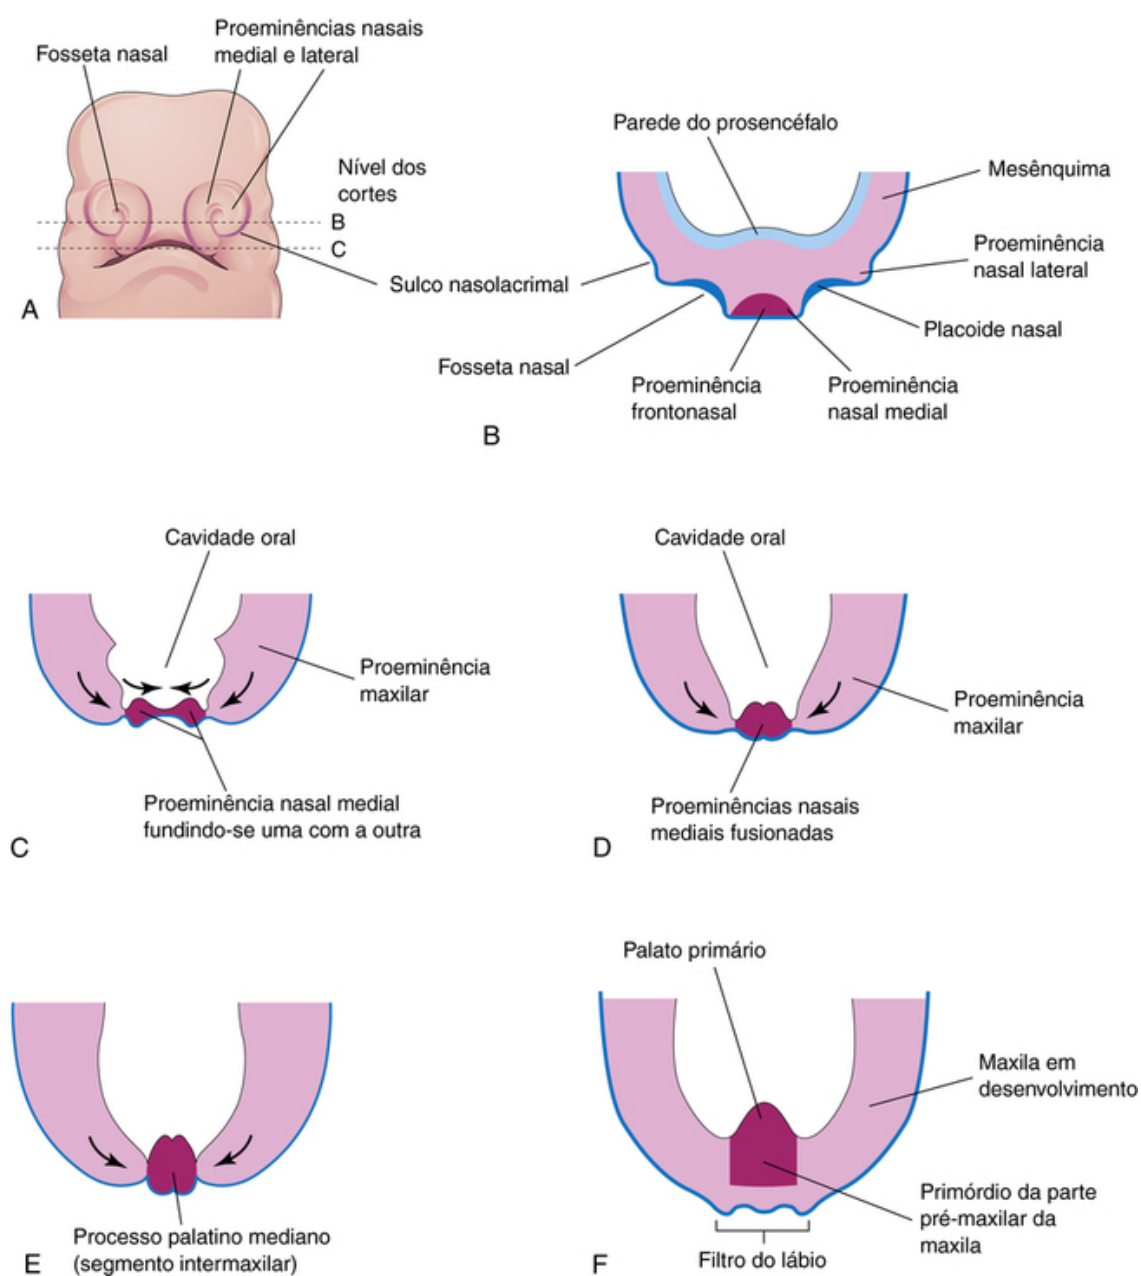 Fosseta nasal
Proeminências nasais
medial e lateral
Nível dos
cortes
B
C
Sulco nasolacrimal
A
Parede do prosencéfalo
Mesênquima
Proeminência
nasal lateral
Placoide nasal
Fosseta nasal
Proeminência
frontonasal
Proeminência
nasal medial
B
Cavidade oral
Proeminência
maxilar
Proeminência nasal medial
fundindo-se uma com a outra
C
Cavidade oral
Proeminência
maxilar
Proeminências nasais
mediais fusionadas
D
Processo palatino mediano
(segmento intermaxilar)
E
Palato primário
Maxila em
desenvolvimento
Primórdio da parte
pré-maxilar da
maxila
Filtro do lábio
F